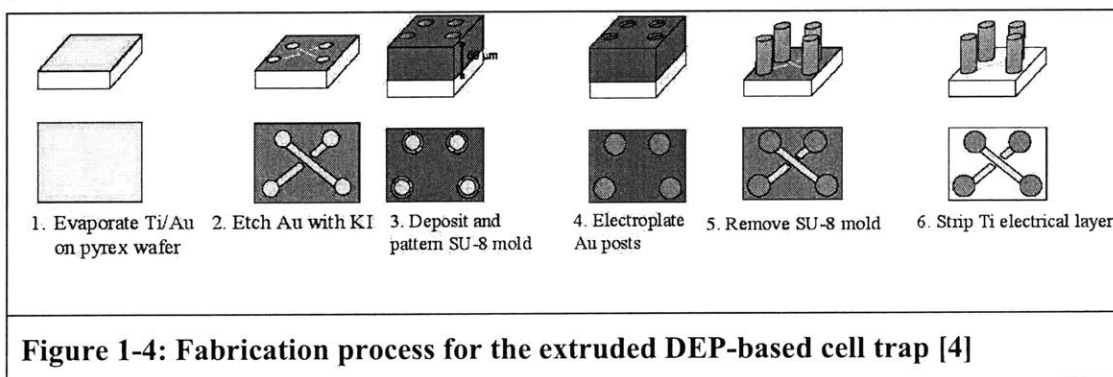 60 μm
1. Evaporate Ti/Au
on pyrex wafer
2. Etch Au with KI
3. Deposit and
pattern SU-8 mold
4. Electroplate
Au posts
5. Remove SU-8 mold
6. Strip Ti electrical layer
Figure 1-4: Fabrication process for the extruded DEP-based cell trap [4]